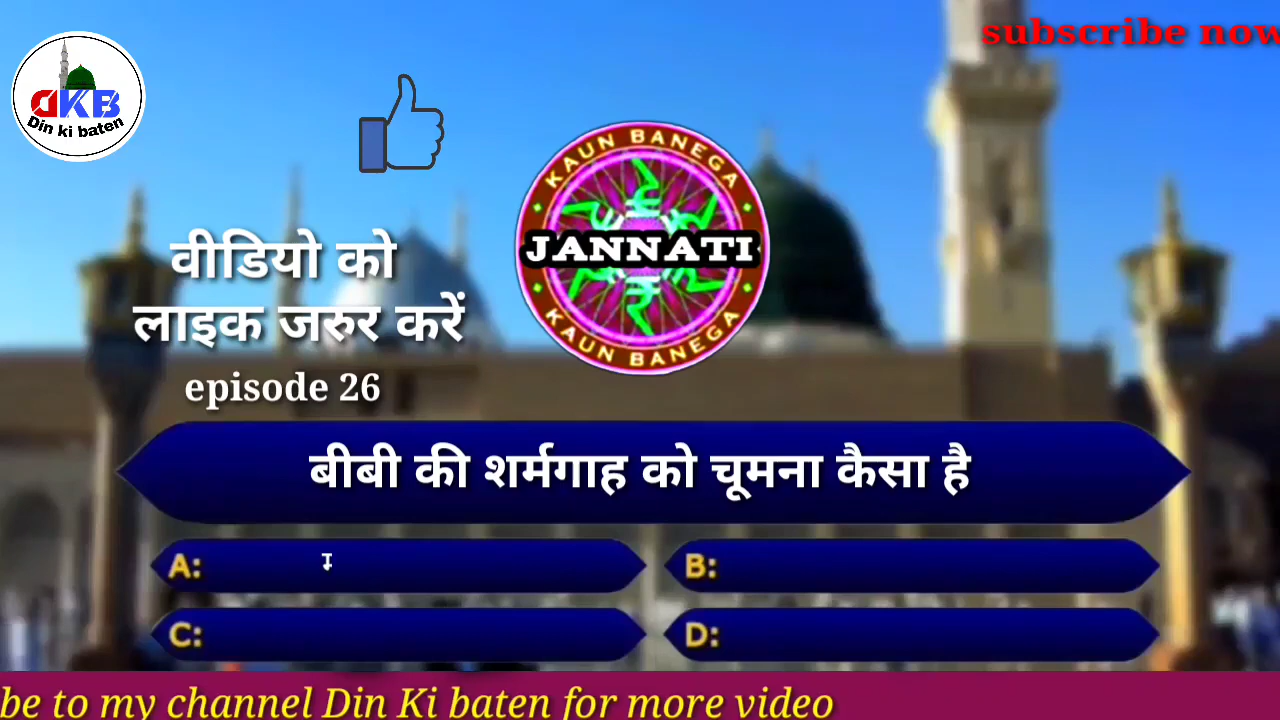 subscribe now
DKB
Din ki baten
KAUN BANEGA
JANNATI
KAUN BANEGA
वीडियो को
लाइक जरुर करें
episode 26
बीबी की शर्मगाह को चूमना कैसा है
A:
B:
C:
D:
be to my channel Din Ki baten for more video